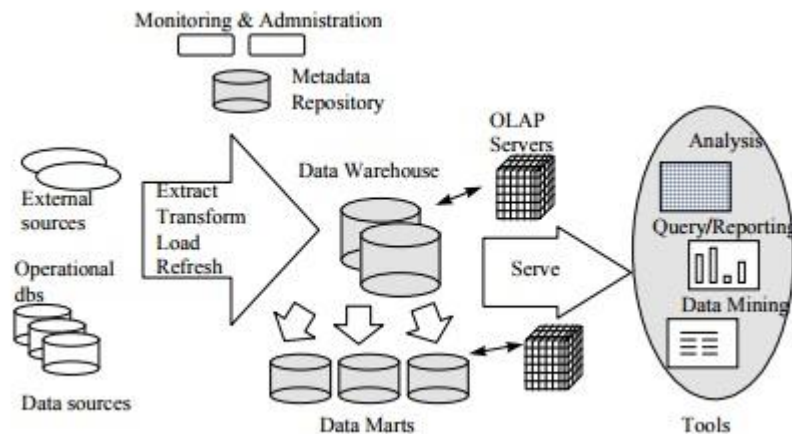 Monitoring & Admnistration
Metadata
Repository
OLAP
Servers
Analysis
Data Warehouse
External
sources
Extract
Transform
Load
Refresh
Query/Reporting
Operational
dbs
Serve
Data Mining
Data sources
Data Marts
Tools